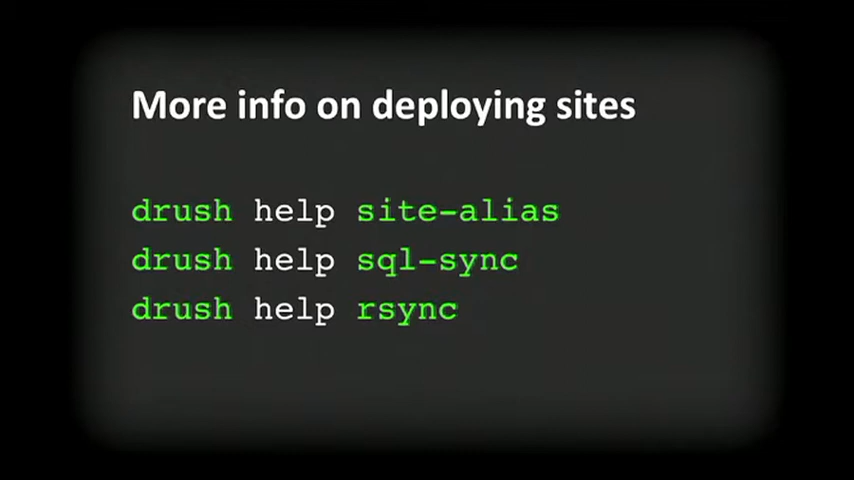 More info on deploying sites
drush help site-alias
drush help sql-sync
drush help rsync